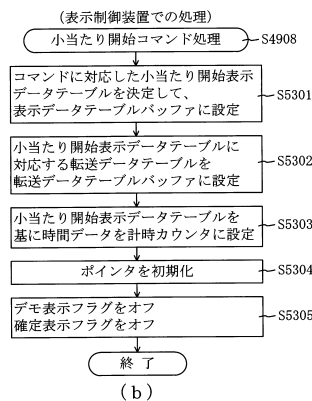 (表示制御装置での処理)
小当たり開始コマンド処理 S4908
コマンドに対応した小当たり開始表示
データテーブルを決定して、
表示データテーブルバッファに設定
S5301
小当たり開始表示データテーブルに
対応する転送データテーブルを
転送データテーブルバッファに設定
S5302
小当たり開始表示データテーブルを
基に時間データを計時カウンタに設定
S5303
ポインタを初期化 S5304
デモ表示フラグをオフ
確定表示フラグをオフ
S5305
終了
(b)